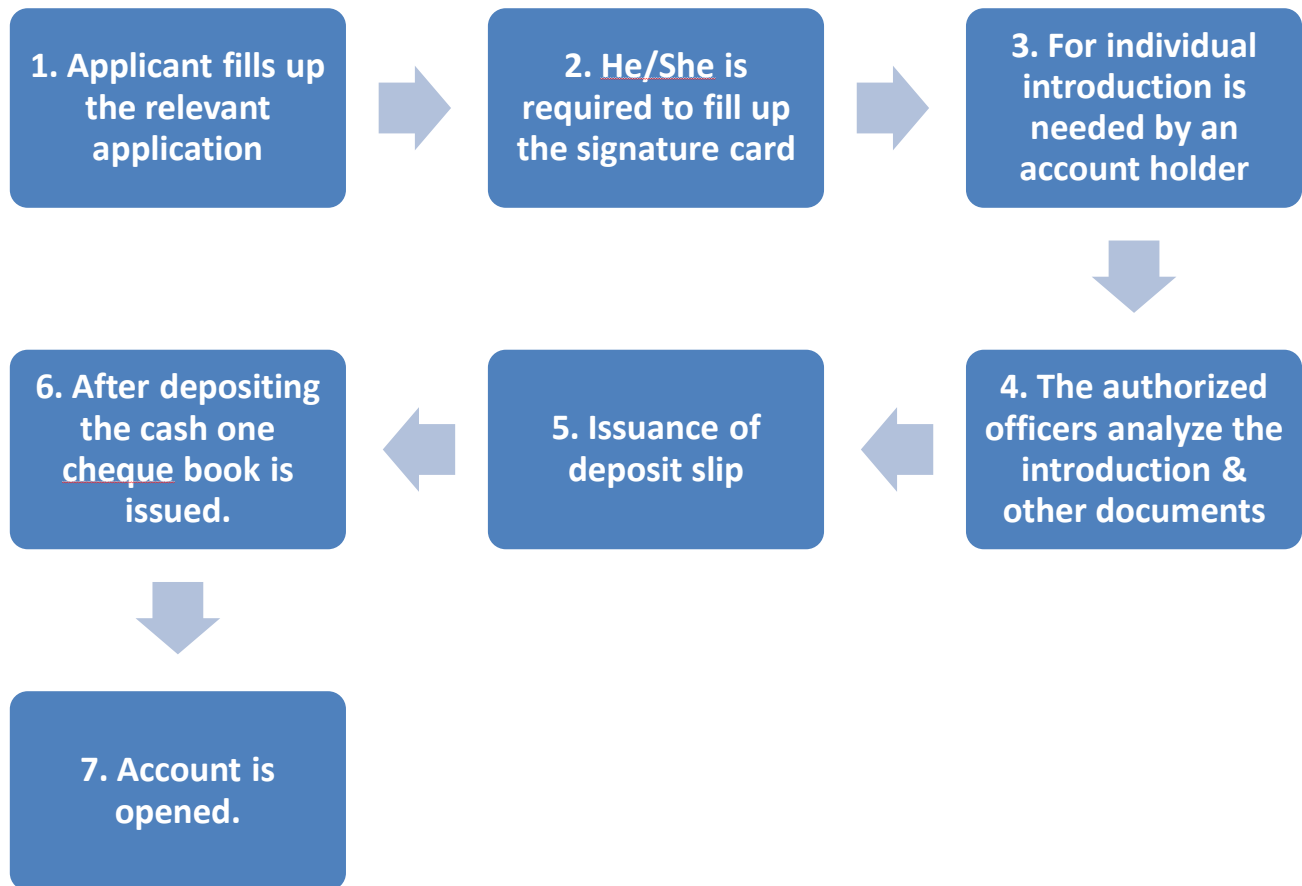 1. Applicant fills up
the relevant
application
2. He/She is
required to fill up
the signature card
3. For individual
introduction is
needed by an
account holder
4. The authorized
officers analyze the
introduction &
other documents
5. Issuance of
deposit slip
6. After depositing
the cash one
cheque book is
issued.
7. Account is
opened.